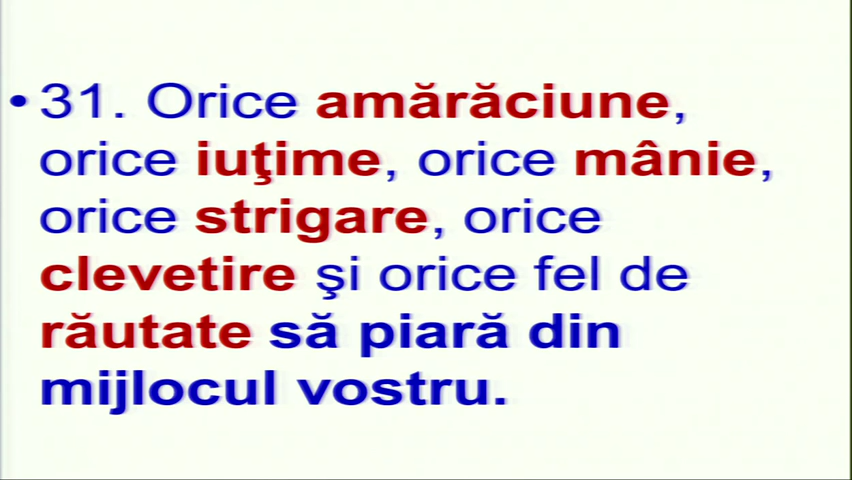 • 31. Orice amărăciune,
orice iuţime, orice mânie,
orice strigare, orice
clevetire şi orice fel de
răutate să piară din
mijlocul vostru.